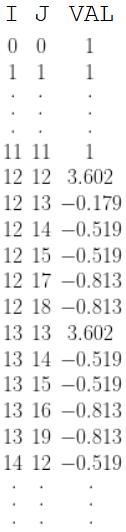 I J VAL
0 0 1
1 1 1
. . .
. . .
. . .
11 11 1
12 12 3.602
12 13 −0.179
12 14 −0.519
12 15 −0.519
12 17 −0.813
12 18 −0.813
13 13 3.602
13 14 −0.519
13 15 −0.519
13 16 −0.813
13 19 −0.813
14 12 −0.519
. . .
. . .
. . .